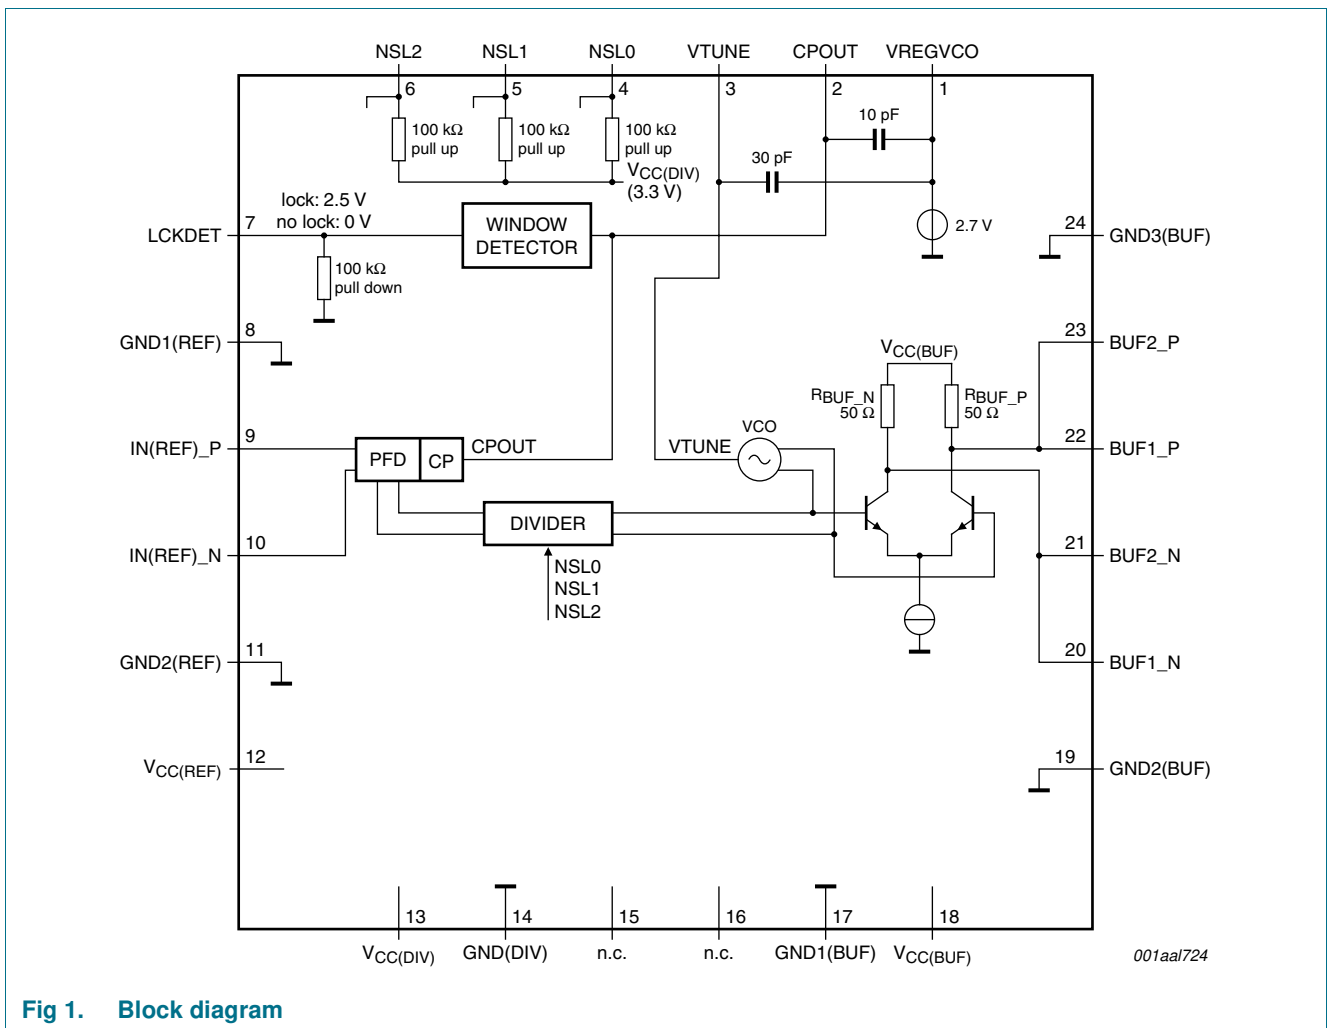 NSL2 NSL1 NSL0 VTUNE CPOUT VREGVCO
6 5 4 3 2 1
100 kΩ
pull up
100 kΩ
pull up
100 kΩ
pull up
VCC(DIV)
(3.3 V)
10 pF
30 pF
2.7 V
lock: 2.5 V
no lock: 0 V
LCKDET 7
WINDOW
DETECTOR
100 kΩ
pull down
24 GND3(BUF)
GND1(REF) 8
23 BUF2_P
VCC(BUF)
RBUF_N
50 Ω
RBUF_P
50 Ω
IN(REF)_P 9
PFD CP CPOUT
VTUNE VCO
22 BUF1_P
DIVIDER
NSL0
NSL1
NSL2
IN(REF)_N 10
21 BUF2_N
GND2(REF) 11
20 BUF1_N
VCC(REF) 12
19 GND2(BUF)
13 14 15 16 17 18
VCC(DIV) GND(DIV) n.c. n.c. GND1(BUF) VCC(BUF)
001aal724
Fig 1. Block diagram